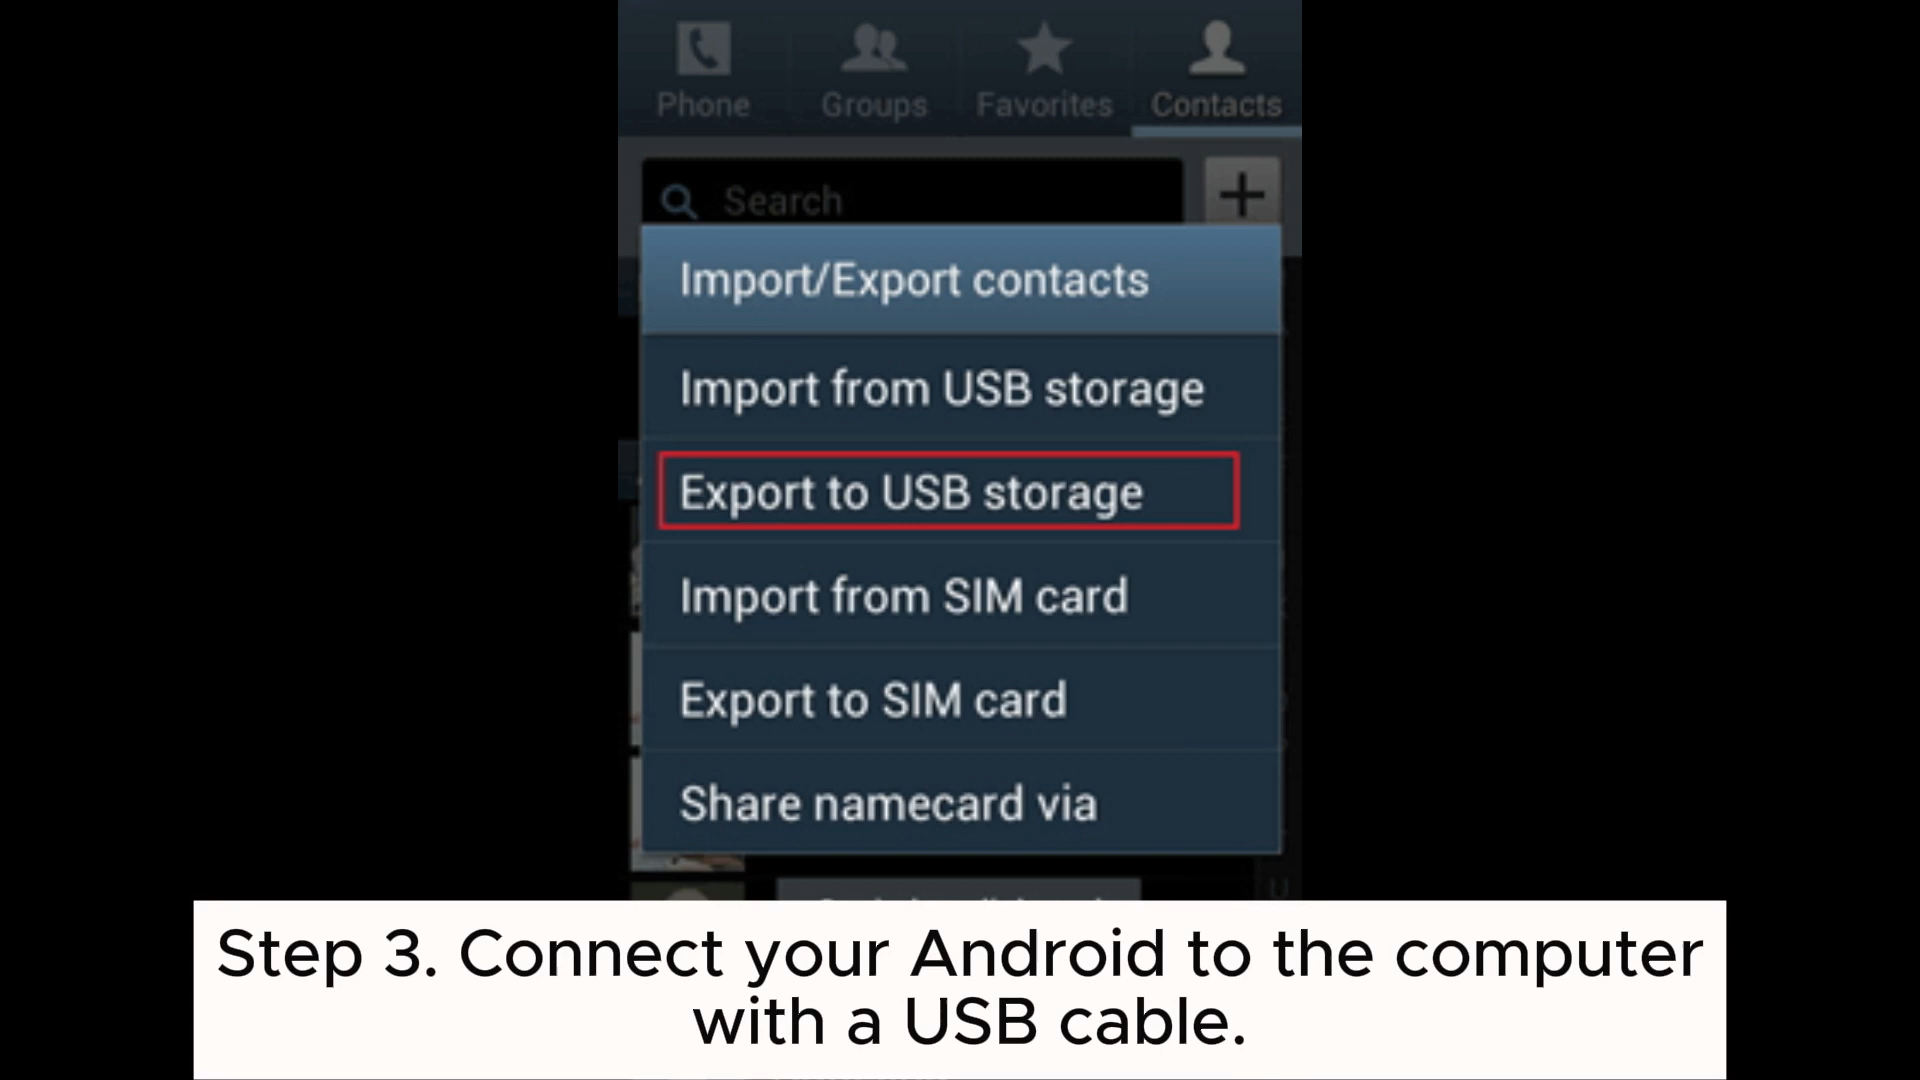 Phone Groups Favorites Contacts
Search
Import/Export contacts
Import from USB storage
Export to USB storage
Import from SIM card
Export to SIM card
Share namecard via
Step 3. Connect your Android to the computer
with a USB cable.